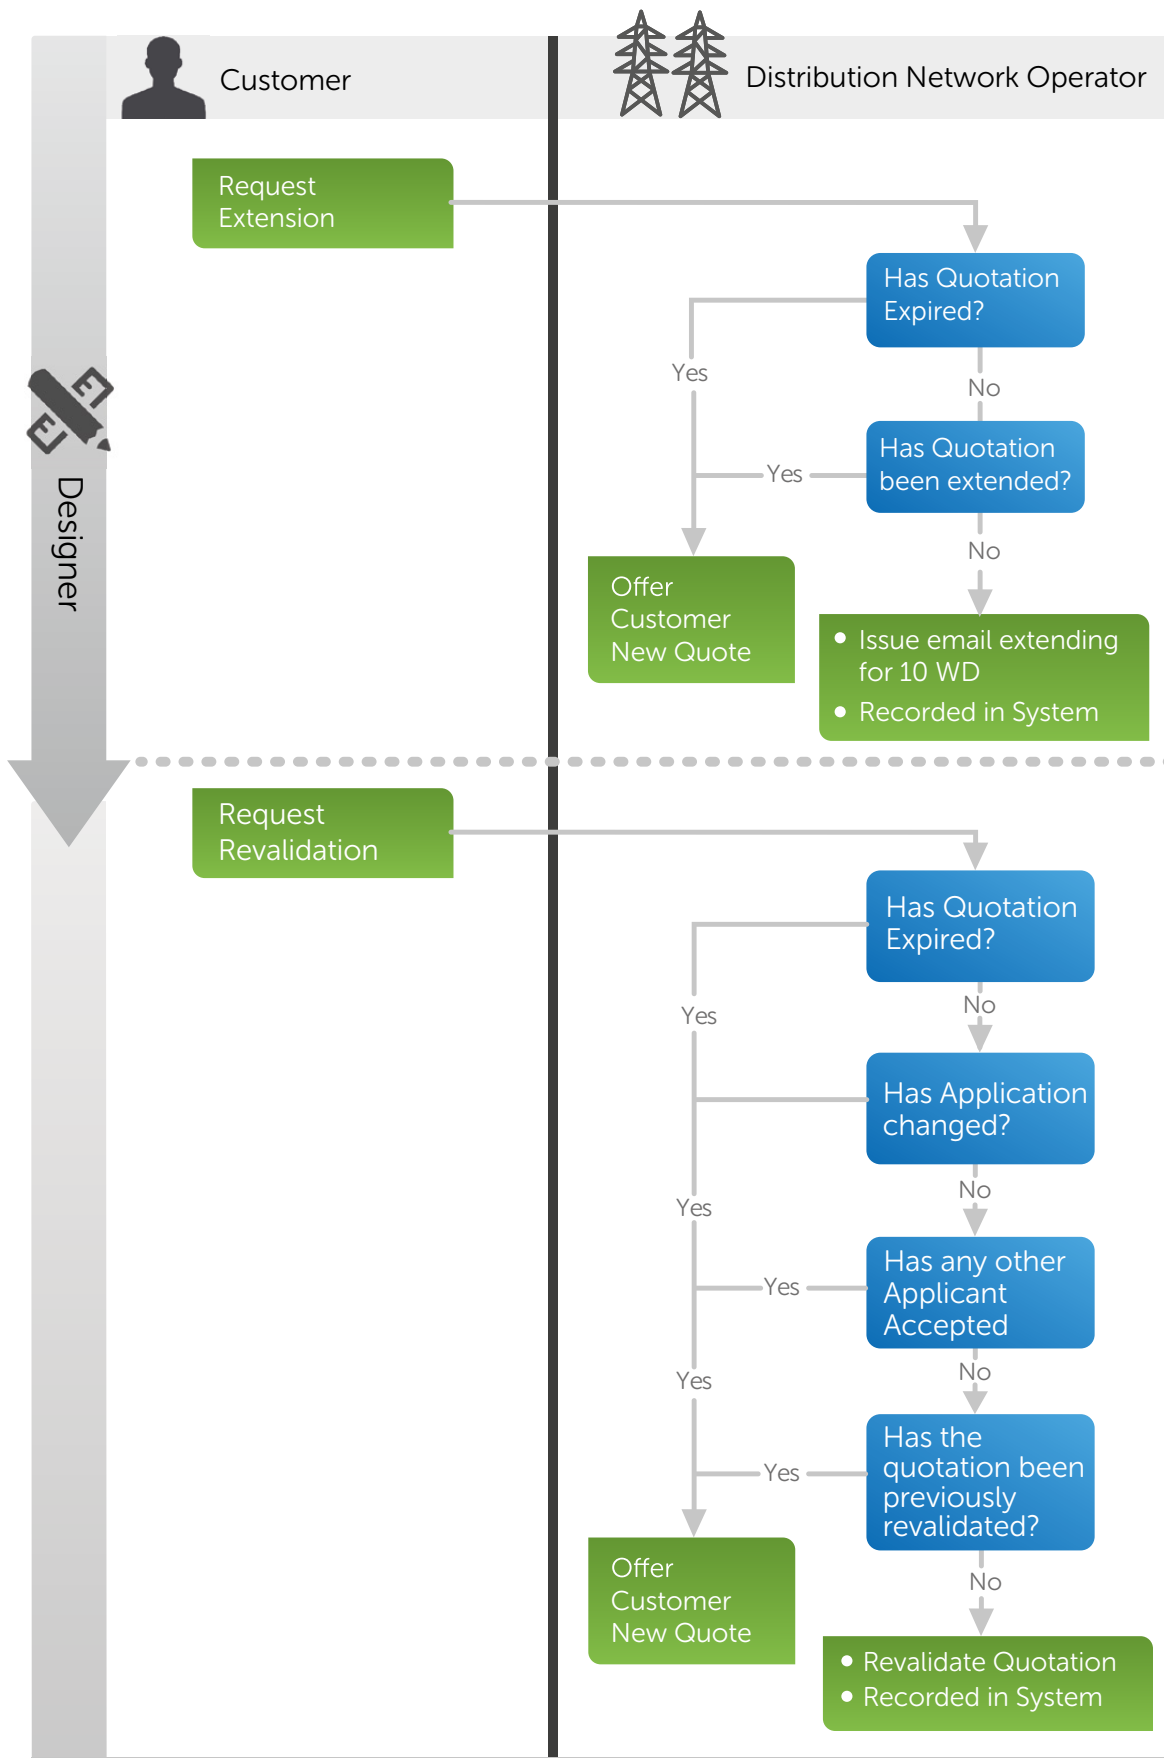 Customer
Distribution Network Operator
Designer
Request
Extension
Has Quotation
Expired?
Yes
No
Has Quotation
been extended?
Yes
No
Offer
Customer
New Quote
Issue email extending
for 10 WD
Recorded in System
Request
Revalidation
Has Quotation
Expired?
Yes
No
Has Application
changed?
No
Yes
Has any other
Applicant
Accepted
Yes
No
Yes
Has the
quotation been
previously
revalidated?
Yes
No
Offer
Customer
New Quote
Revalidate Quotation
Recorded in System